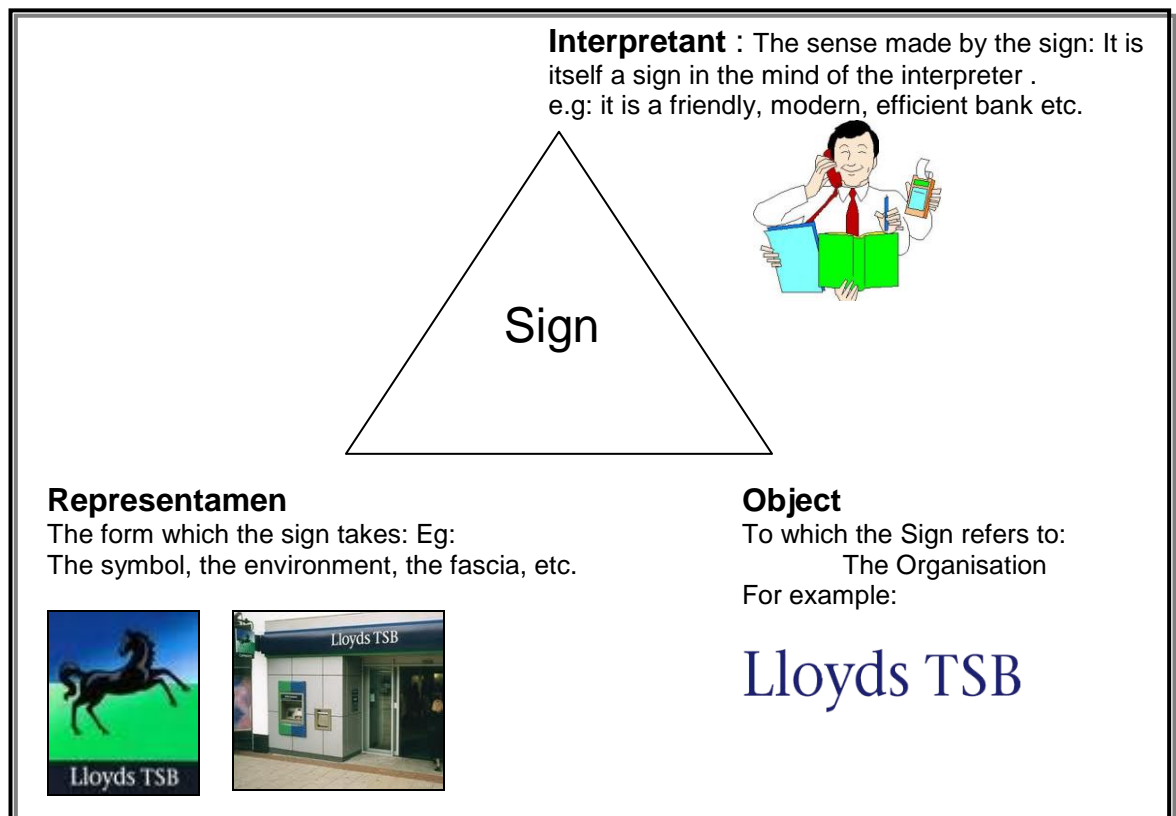 Interpretant : The sense made by the sign: It is
itself a sign in the mind of the interpreter .
e.g: it is a friendly, modern, efficient bank etc.
Sign
Representamen
The form which the sign takes: Eg:
The symbol, the environment, the fascia, etc.
Object
To which the Sign refers to:
The Organisation
For example:
Lloyds TSB
Lloyds TSB
Lloyds TSB